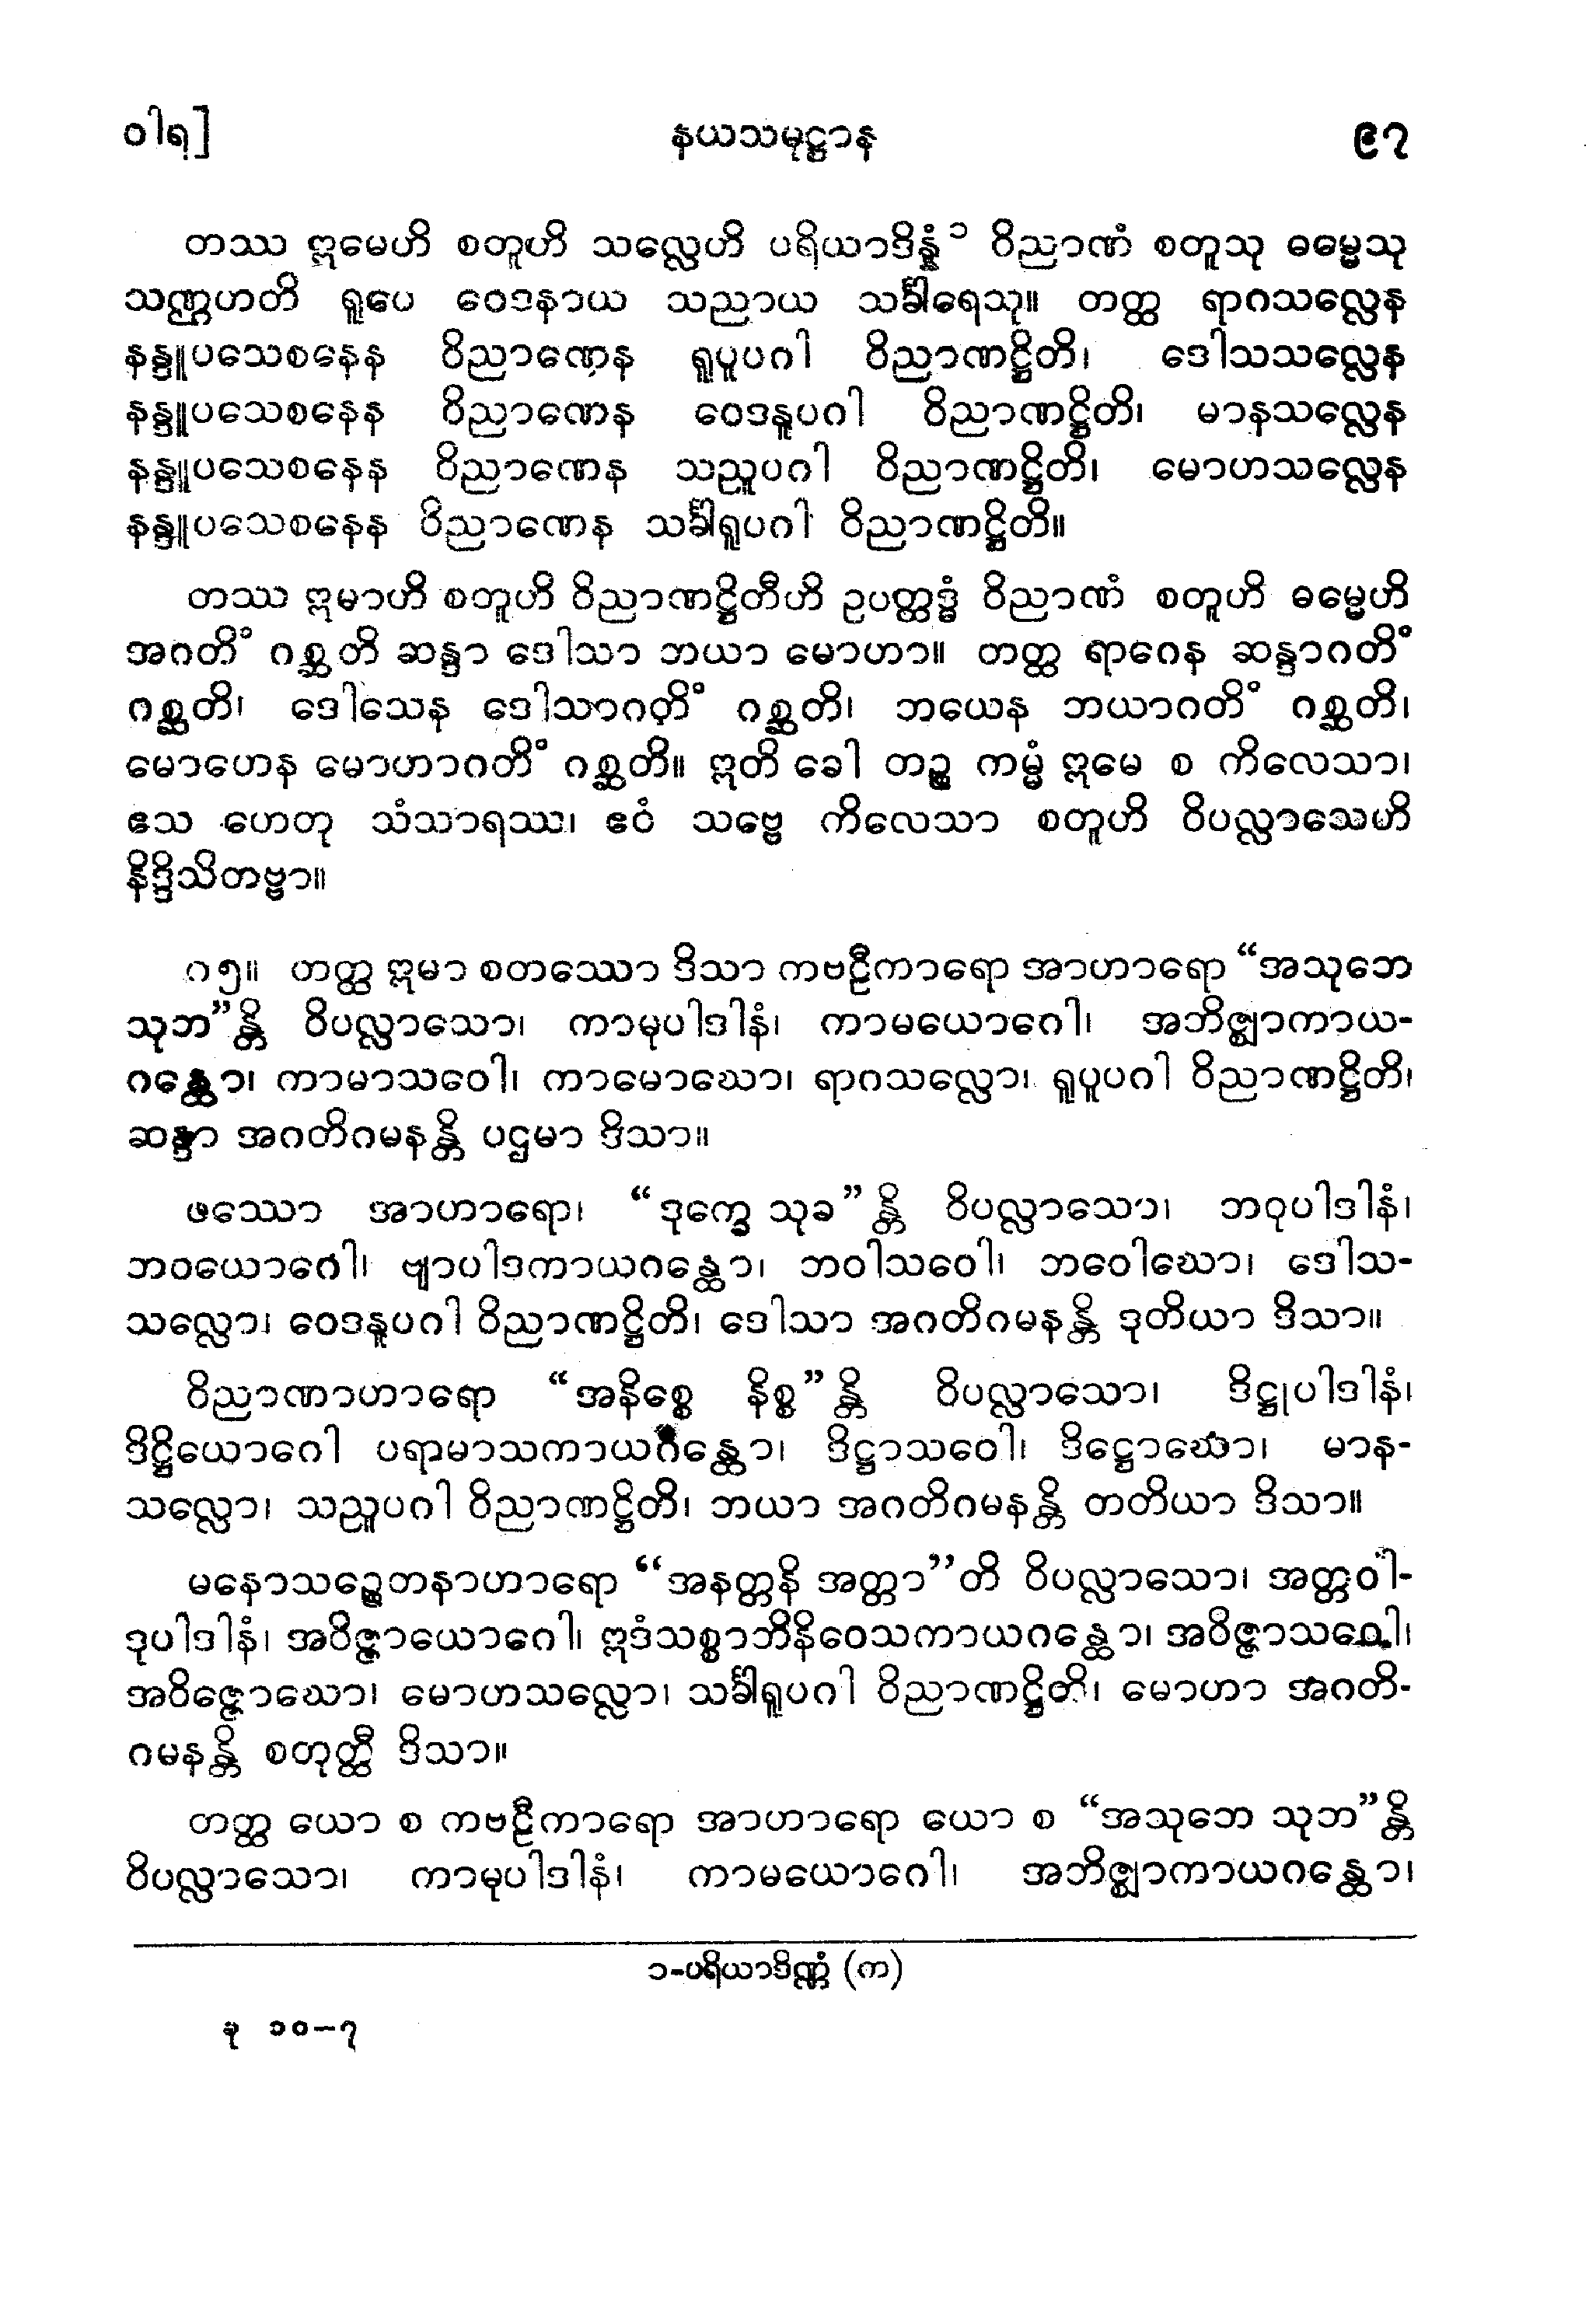 ဝါရ]
နယသမုဋ္ဌာန
၉၇
တဿ ဣမေဟိ စတူဟိ သလ္လေဟိ ပရိယာဒိန္နံ ၁ ဝိညာဏံ စတူသု ဓမ္မေသု
သဏ္ဌဟတိ ရူပေ ဝေဒနာယ သညာယ သင်္ခါရေသု။ တတ္ထ ရာဂသလ္လေန
နန္ဒူပသေစနေန ဝိညာဏေန ရူပူပဂါ ဝိညာဏဋ္ဌိတိ၊ ဒေါသသလ္လေန
နန္ဒူပသေစနေန ဝိညာဏေန ဝေဒနူပဂါ ဝိညာဏဋ္ဌိတိ၊ မာနသလ္လေန
နန္ဒူပသေစနေန ဝိညာဏေန သညူပဂါ ဝိညာဏဋ္ဌိတိ၊ မောဟသလ္လေန
နန္ဒူပသေစနေန ဝိညာဏေန သင်္ခါရူပဂါ ဝိညာဏဋ္ဌိတိ။
တဿ ဣမာဟိ စတူဟိ ဝိညာဏဋ္ဌိတီဟိ ဥပတ္ထဒ္ဓံ ဝိညာဏံ စတူဟိ ဓမ္မေဟိ
အဂတိံ ဂစ္ဆတိ ဆန္ဒာ ဒေါသာ ဘယာ မောဟာ။ တတ္ထ ရာဂေန ဆန္ဒာဂတိံ
ဂစ္ဆတိ၊ ဒေါသေန ဒေါသာဂတိံ ဂစ္ဆတိ၊ ဘယေန ဘယာဂတိံ ဂစ္ဆတိ၊
မောဟေန မောဟာဂတိံ ဂစ္ဆတိ။ ဣတိ ခေါ တဉ္စ ကမ္မံ ဣမေ စ ကိလေသာ၊
ဧသ ဟေတု သံသာရဿ၊ ဧဝံ သဗ္ဗေ ကိလေသာ စတူဟိ ဝိပလ္လာသေဟိ
နိဒ္ဒိသိတဗ္ဗာ။
၈၅။ တတ္ထ ဣမာ စတဿော ဒိသာ ကဗဠီကာရော အာဟာရော “အသုဘေ
သုဘ”န္တိ ဝိပလ္လာသော၊ ကာမုပါဒါနံ၊ ကာမယောဂေါ၊ အဘိဇ္ဈာကာယ-
ဂန္ထော၊ ကာမာသဝေါ၊ ကာမောဃော၊ ရာဂသလ္လော၊ ရူပူပဂါ ဝိညာဏဋ္ဌိတိ၊
ဆန္ဒာ အဂတိဂမနန္တိ ပဌမာ ဒိသာ။
ဖဿော အာဟာရော၊ “ဒုက္ခေ သုခ”န္တိ ဝိပလ္လာသော၊ ဘဝုပါဒါနံ၊
ဘဝယောဂေါ၊ ဗျာပါဒကာယဂန္ထော၊ ဘဝါသဝေါ၊ ဘဝေါဃော၊ ဒေါသ-
သလ္လော၊ ဝေဒနူပဂါ ဝိညာဏဋ္ဌိတိ၊ ဒေါသာ အဂတိဂမနန္တိ ဒုတိယာ ဒိသာ။
ဝိညာဏာဟာရော “အနိစ္စေ နိစ္စ”န္တိ ဝိပလ္လာသော၊ ဒိဋ္ဌုပါဒါနံ၊
ဒိဋ္ဌိယောဂေါ ပရာမာသကာယဂန္ထော၊ ဒိဋ္ဌာသဝေါ၊ ဒိဋ္ဌောဃော၊ မာန-
သလ္လော၊ သညူပဂါ ဝိညာဏဋ္ဌိတိ၊ ဘယာ အဂတိဂမနန္တိ တတိယာ ဒိသာ။
မနောသဉ္စေတနာဟာရော “အနတ္တနိ အတ္တာ”တိ ဝိပလ္လာသော၊ အတ္တဝါ-
ဒုပါဒါနံ၊ အဝိဇ္ဇာယောဂေါ၊ ဣဒံသစ္စာဘိနိဝေသကာယဂန္ထော၊ အဝိဇ္ဇာသဝေါ၊
အဝိဇ္ဇောဃော၊ မောဟသလ္လော၊ သင်္ခါရူပဂါ ဝိညာဏဋ္ဌိတိ၊ မောဟာ အဂတိ-
ဂမနန္တိ စတုတ္ထီ ဒိသာ။
တတ္ထ ယော စ ကဗဠီကာရော အာဟာရော ယော စ “အသုဘေ သုဘ”န္တိ
ဝိပလ္လာသော၊ ကာမုပါဒါနံ၊ ကာမယောဂေါ၊ အဘိဇ္ဈာကာယဂန္ထော၊
၁-ပရိယာဒိဏ္ဏံ (က)
ခု ၁၀–၇